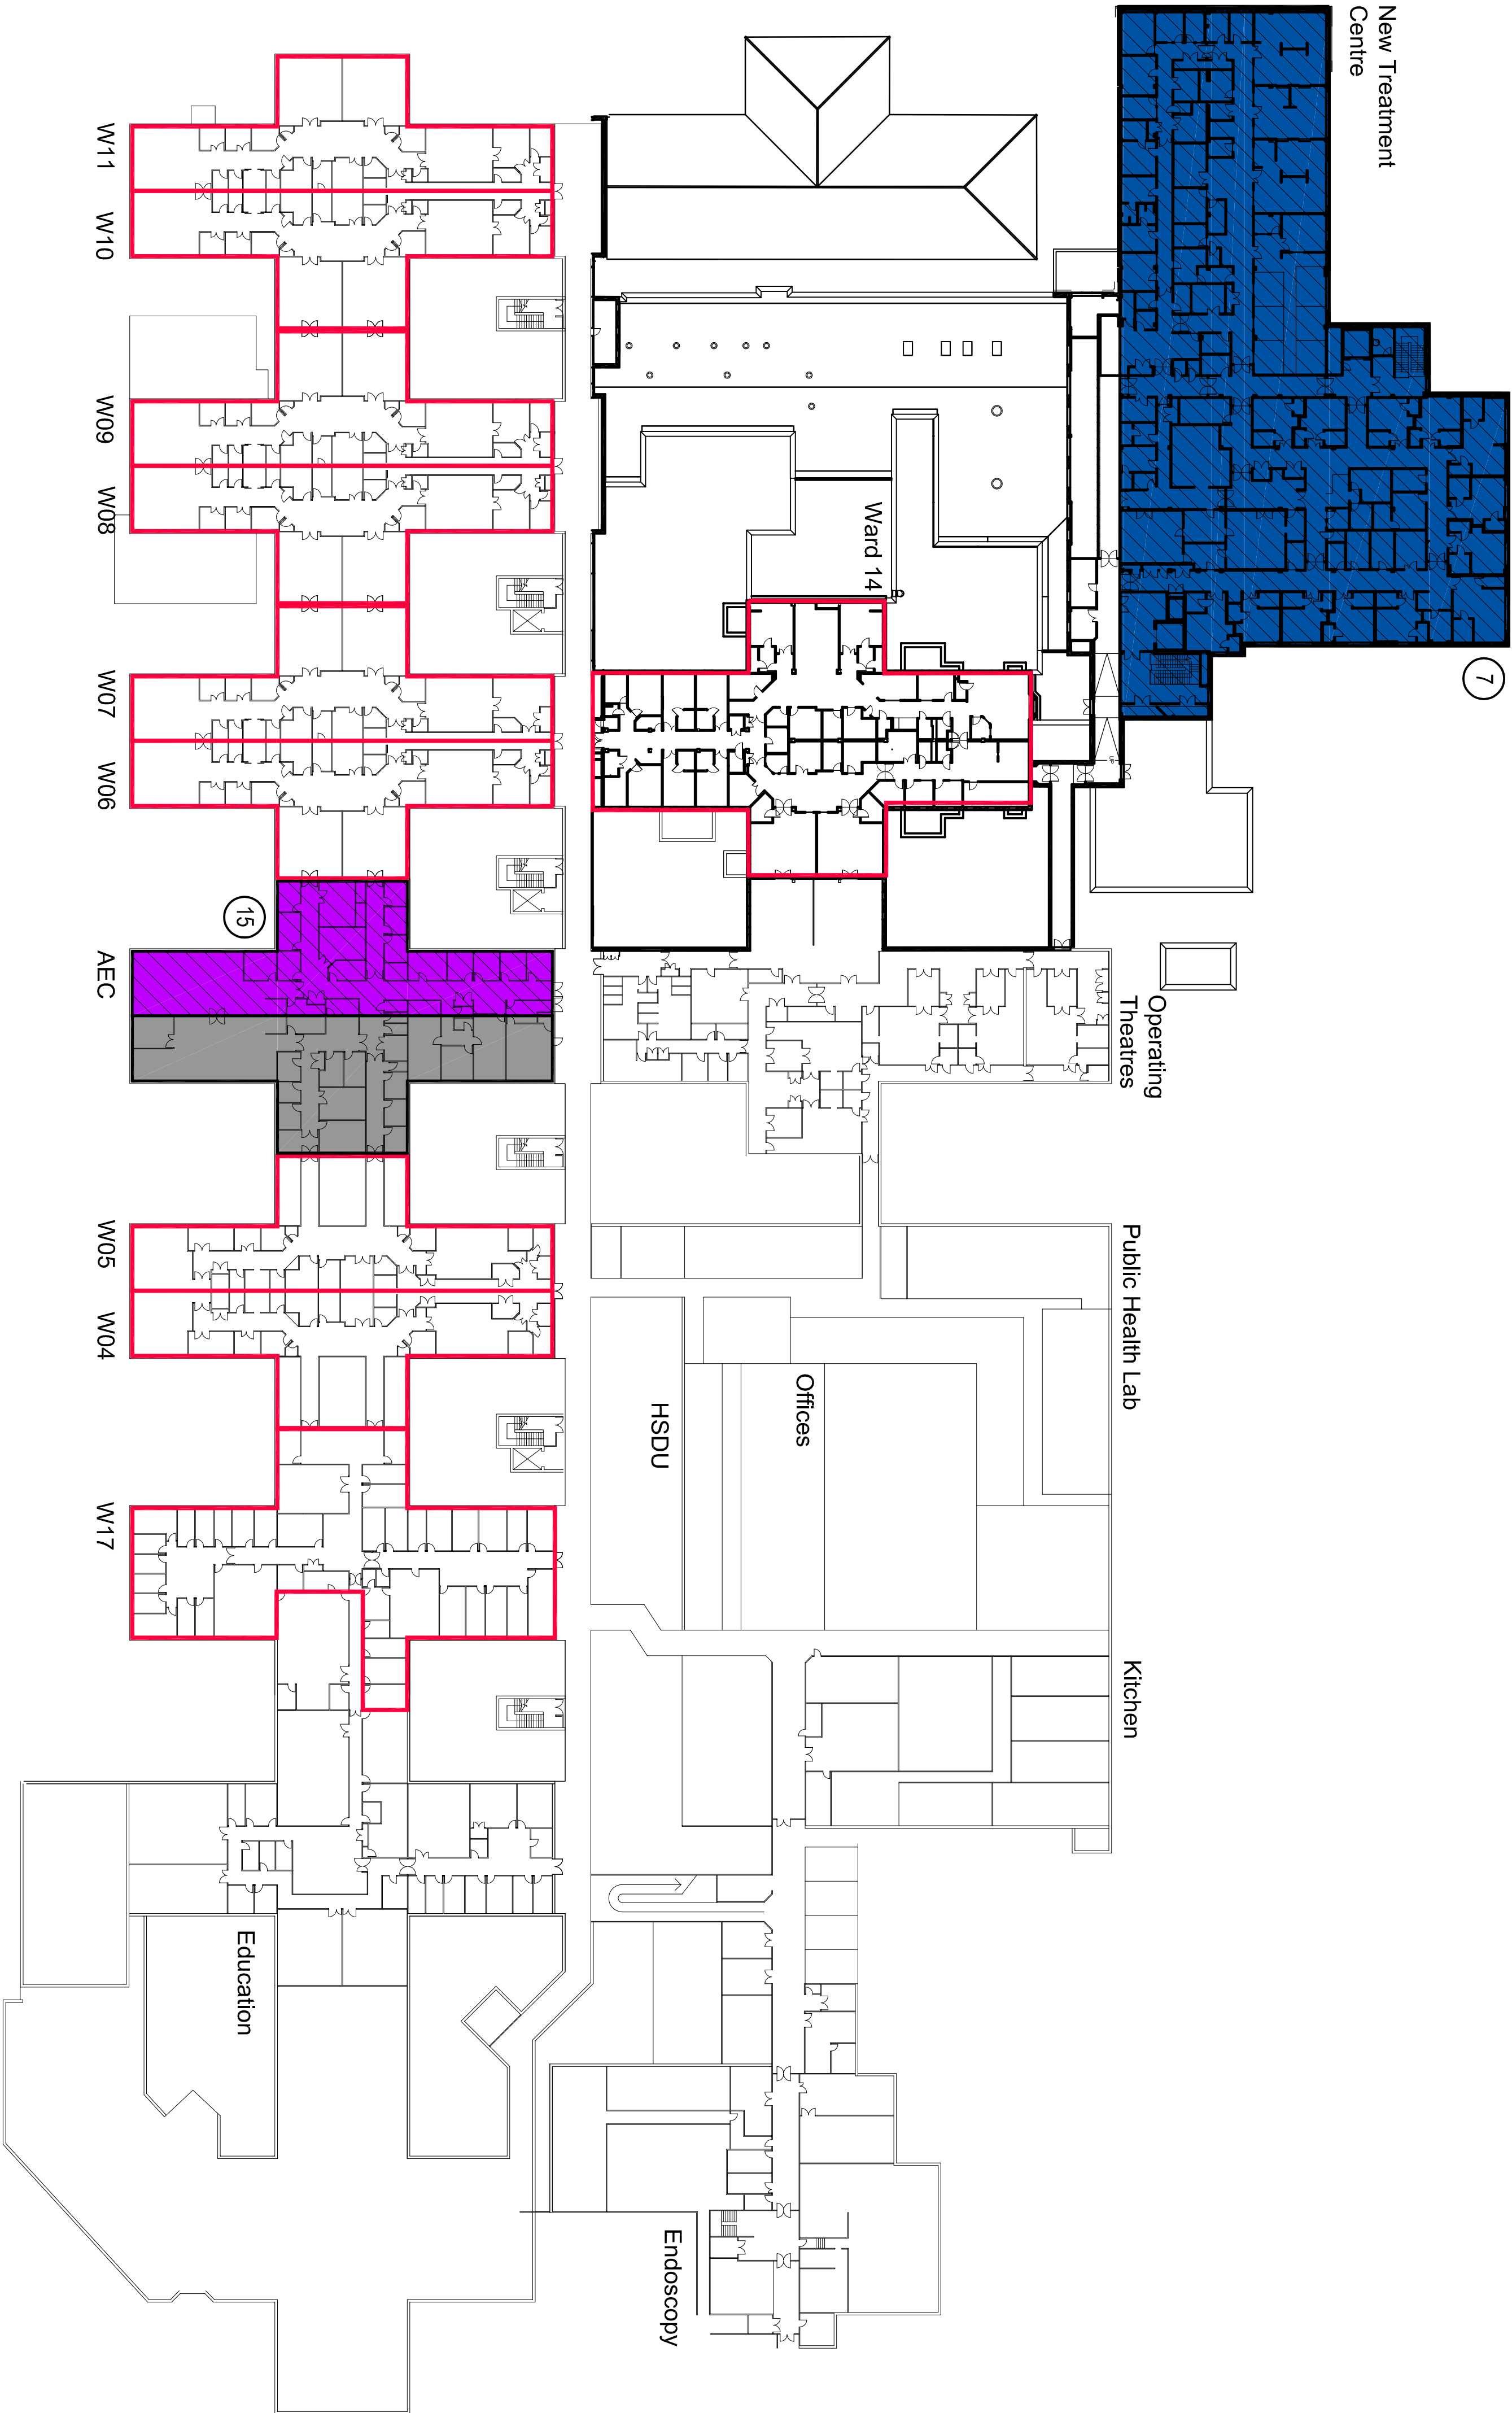 New Treatment
Centre
7
W11
W10
W09
W08
W07
W06
Ward 14
15
AEC
Operating
Theatres
W05
W04
W17
Public Health Lab
Offices
HSDU
Kitchen
Education
Endoscopy